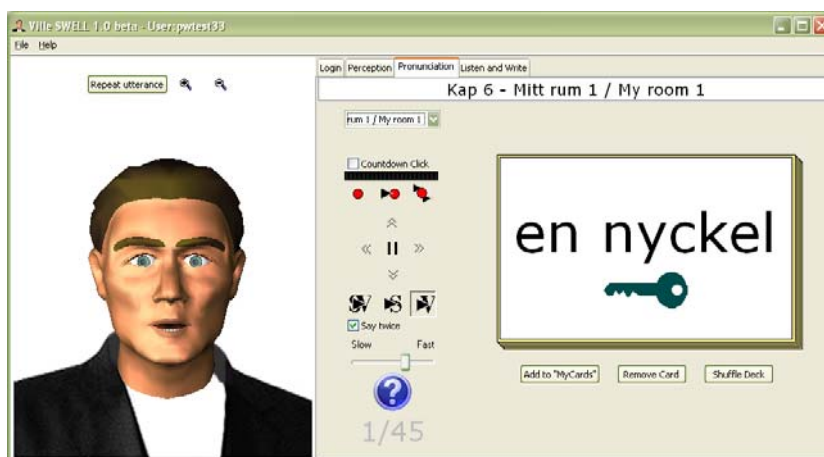 Ville SWELL 1.0 beta - User:pwtest33
File Help
Repeat utterance
Login Perception Pronunciation Listen and Write
Kap 6 - Mitt rum 1 / My room 1
rum 1 / My room 1
Countdown Click
en nyckel
SV S V
Say twice
Slow Fast
?
1/45
Add to "MyCards" Remove Card Shuffle Deck